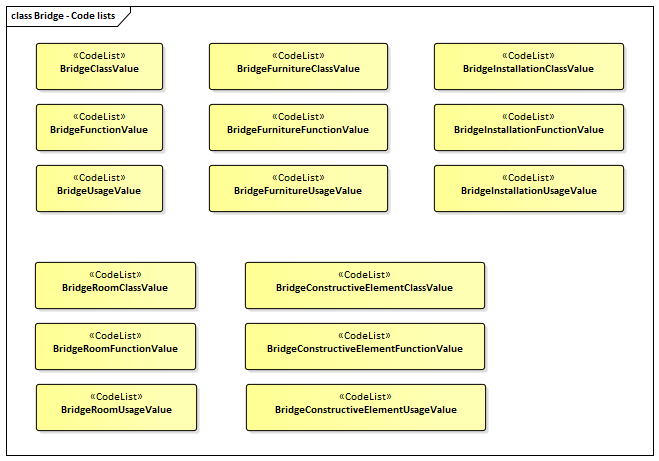 class Bridge - Code lists
«CodeList»
BridgeClassValue
«CodeList»
BridgeFurnitureClassValue
«CodeList»
BridgeInstallationClassValue
«CodeList»
BridgeFunctionValue
«CodeList»
BridgeFurnitureFunctionValue
«CodeList»
BridgeInstallationFunctionValue
«CodeList»
BridgeUsageValue
«CodeList»
BridgeFurnitureUsageValue
«CodeList»
BridgeInstallationUsageValue
«CodeList»
BridgeRoomClassValue
«CodeList»
BridgeConstructiveElementClassValue
«CodeList»
BridgeRoomFunctionValue
«CodeList»
BridgeConstructiveElementFunctionValue
«CodeList»
BridgeRoomUsageValue
«CodeList»
BridgeConstructiveElementUsageValue